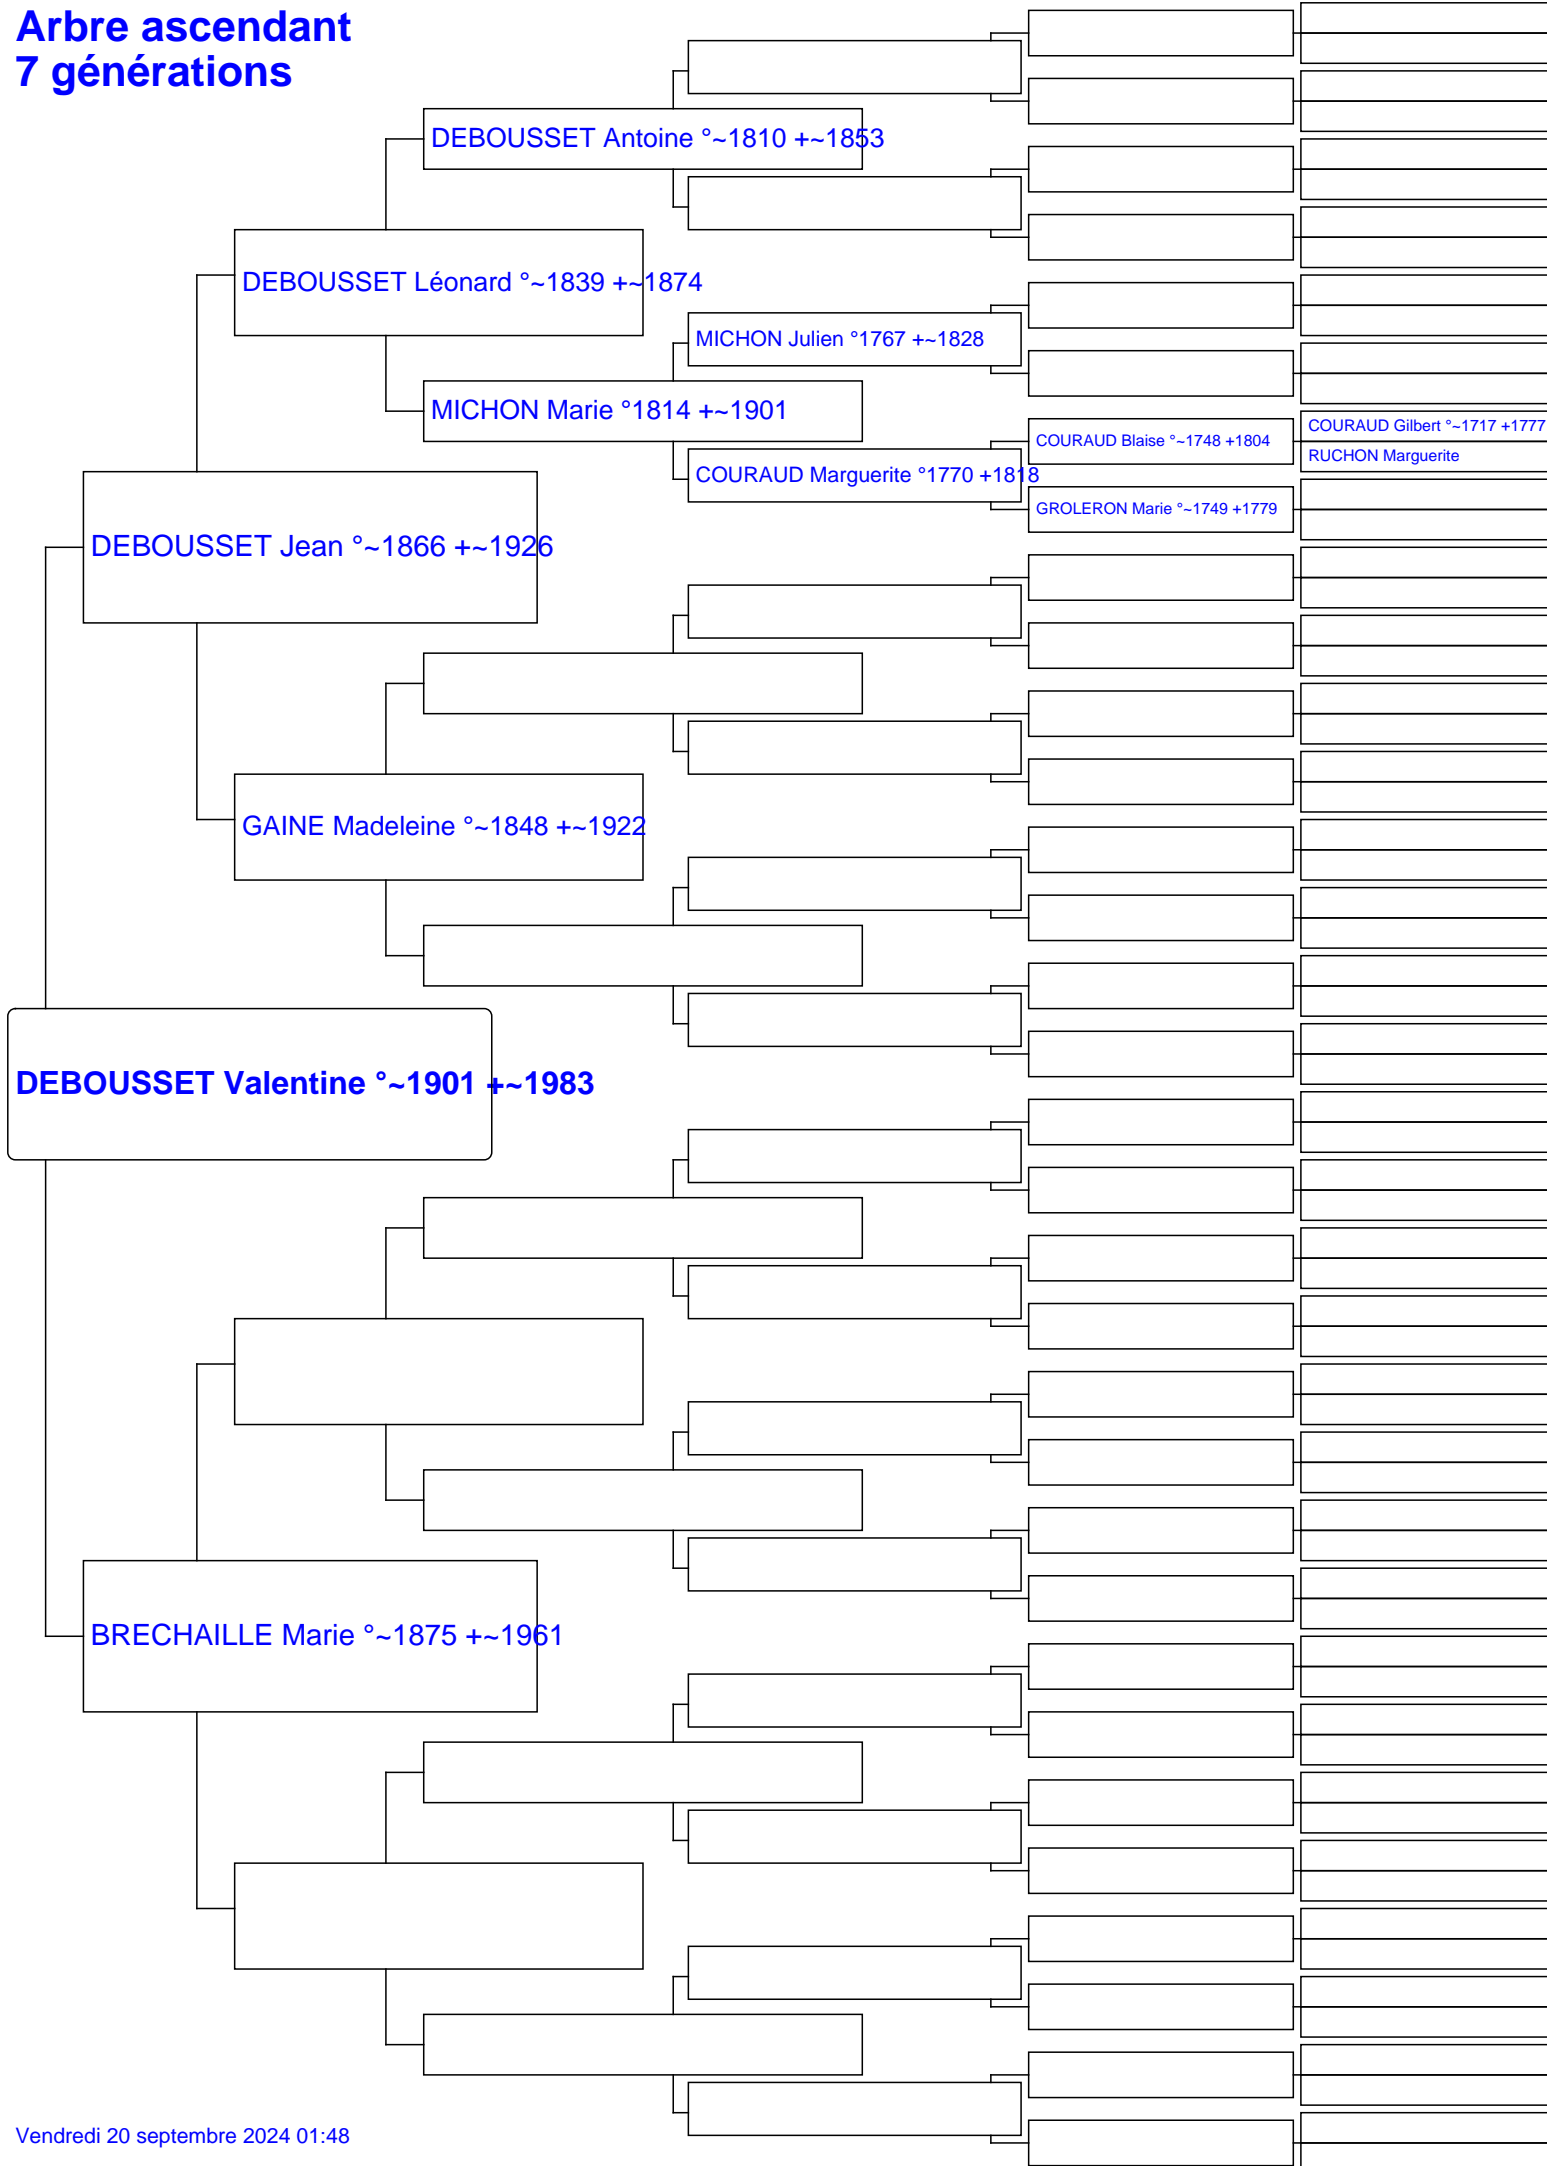 Arbre ascendant
7 générations
DEBOUSSET Antoine °~1810 +~1853
DEBOUSSET Léonard °~1839 +~1874
MICHON Julien °1767 +~1828
MICHON Marie °1814 +~1901
COURAUD Gilbert °~1717 +1777
COURAUD Blaise °~1748 +1804
RUCHON Marguerite
COURAUD Marguerite °1770 +1818
GROLERON Marie °~1749 +1779
DEBOUSSET Jean °~1866 +~1926
GAINE Madeleine °~1848 +~1922
DEBOUSSET Valentine °~1901 +~1983
BRECHAILLE Marie °~1875 +~1961
Vendredi 20 septembre 2024 01:48